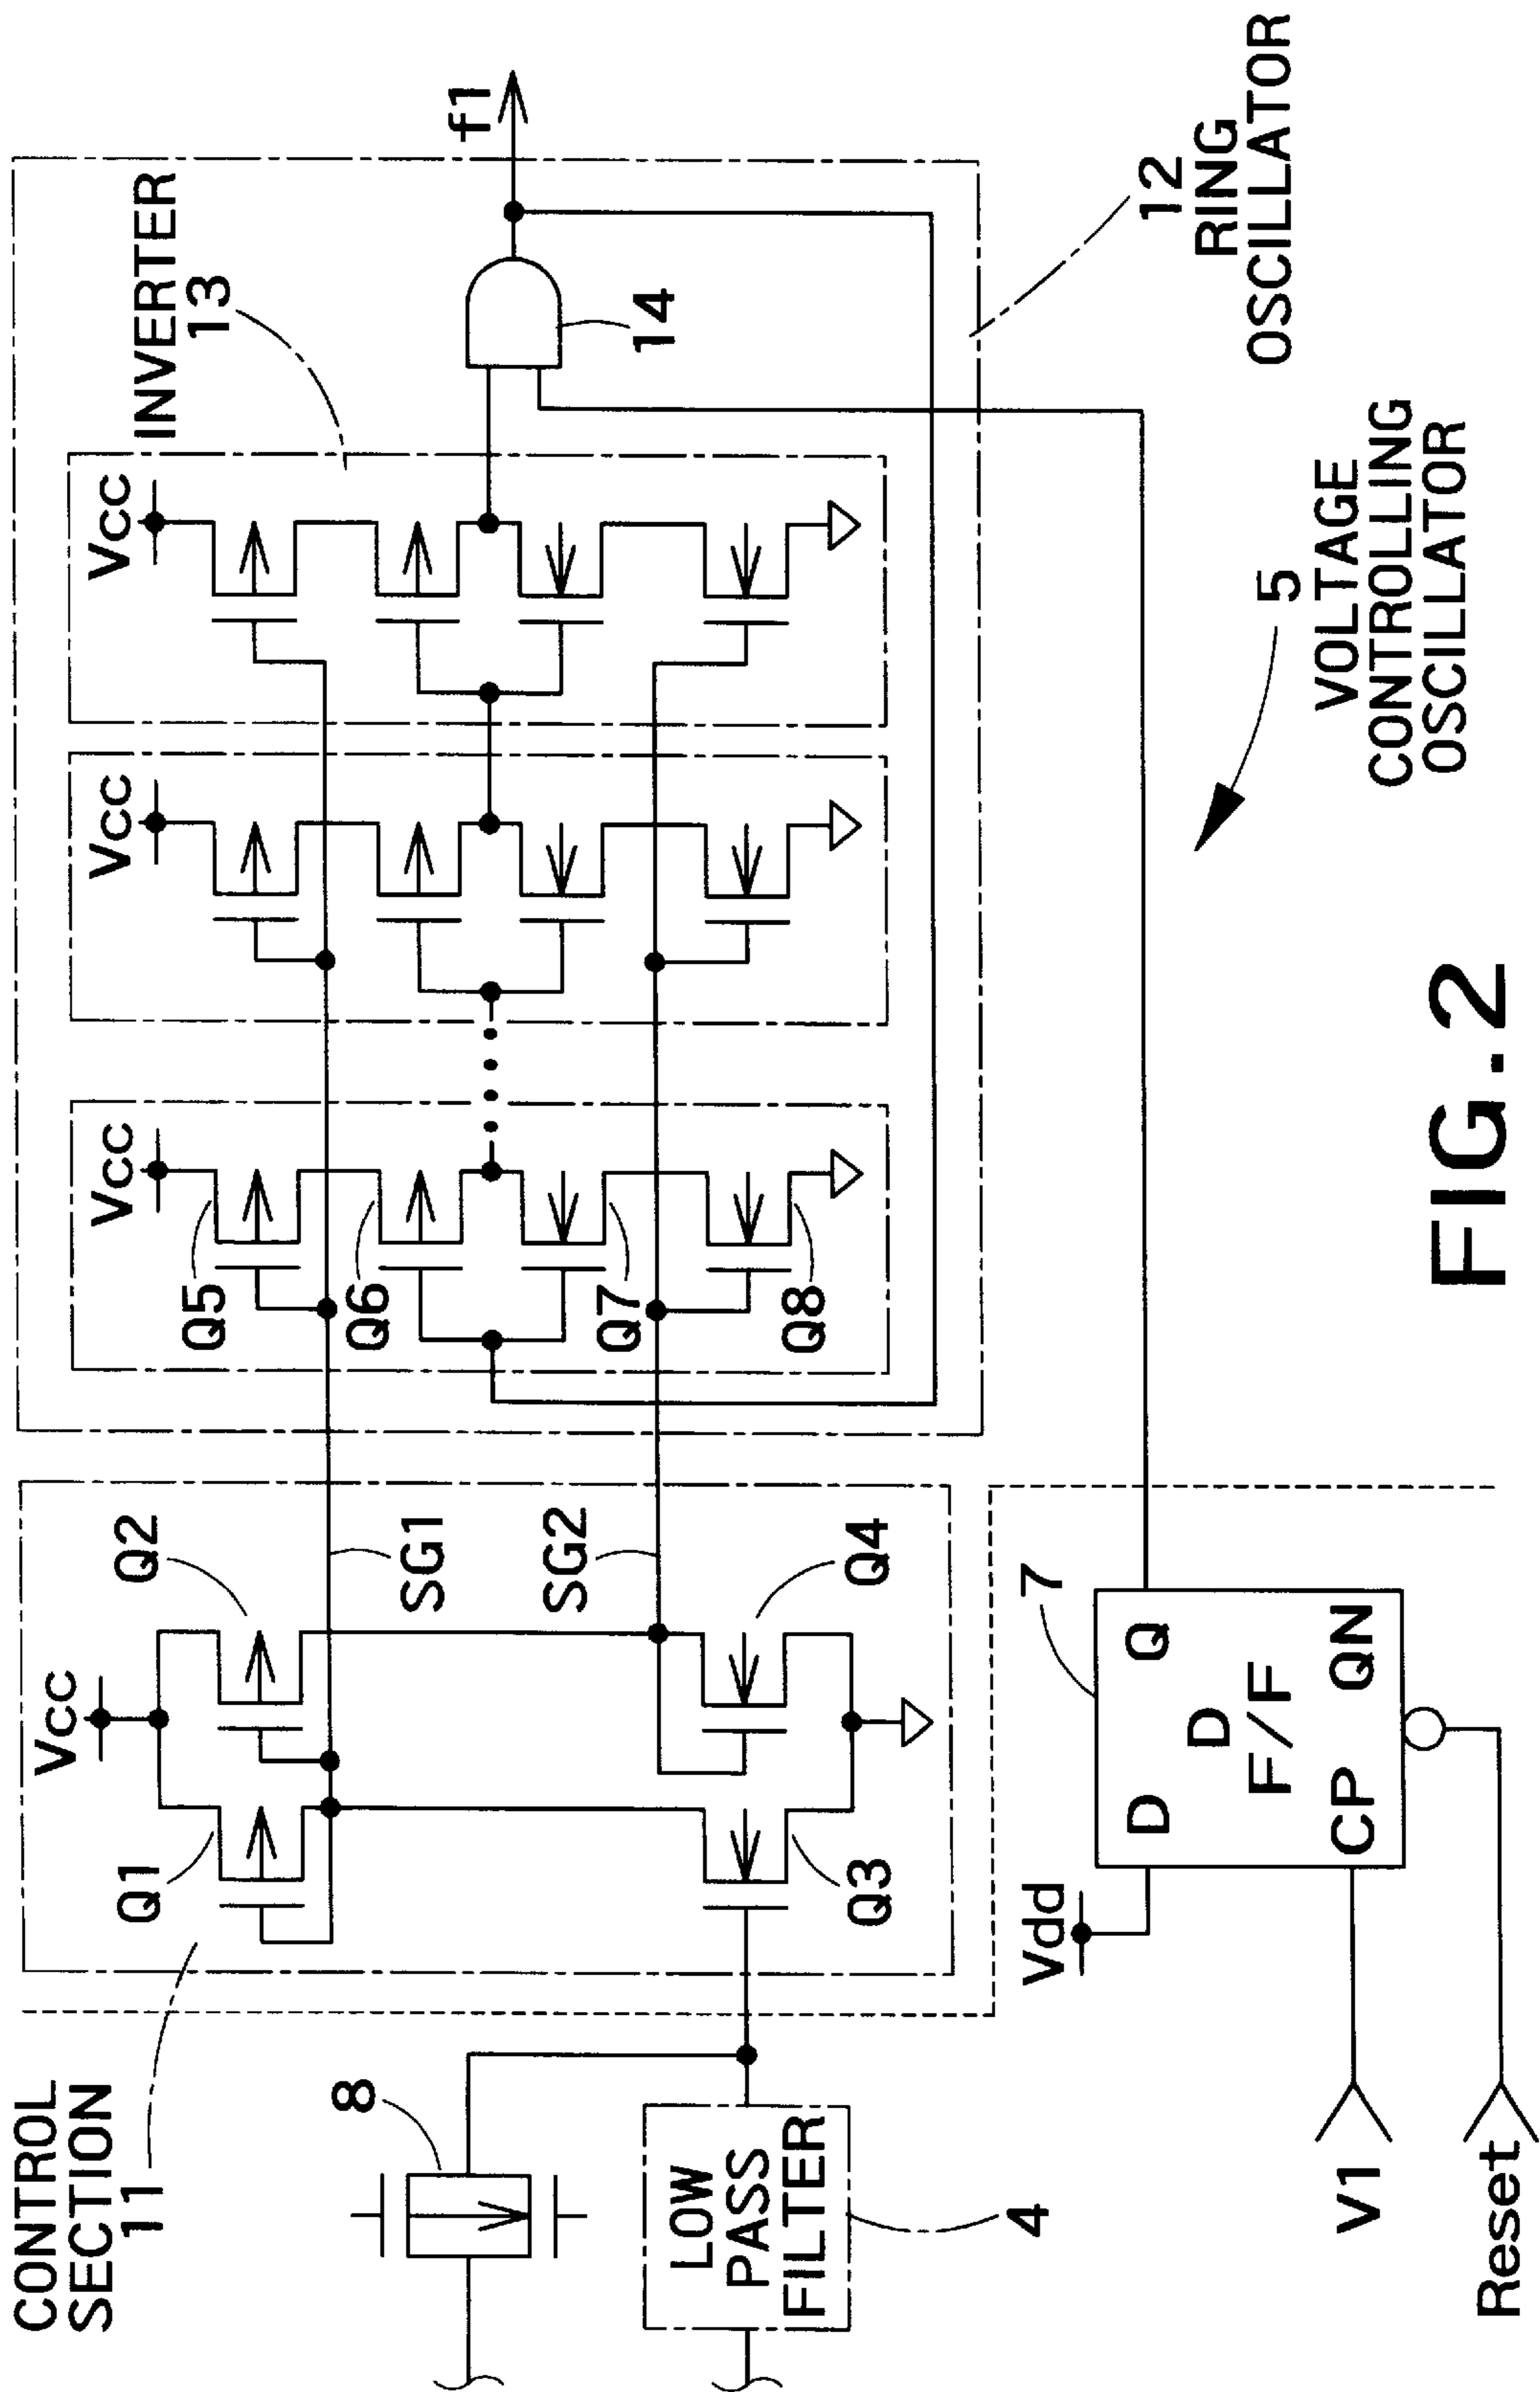 CONTROL
SECTION
11
Vcc
Q1
Q2
SG1
SG2
Q3
Q4
8
LOW
PASS
FILTER
4
Vcc
Q5
Q6
Q7
Q8
Vcc
Vcc
INVERTER
13
14
f1
12
RING
OSCILLATOR
5
VOLTAGE
CONTROLLING
OSCILLATOR
Vdd
7
D Q
D
F/F
CP QN
V1
Reset
FIG.2